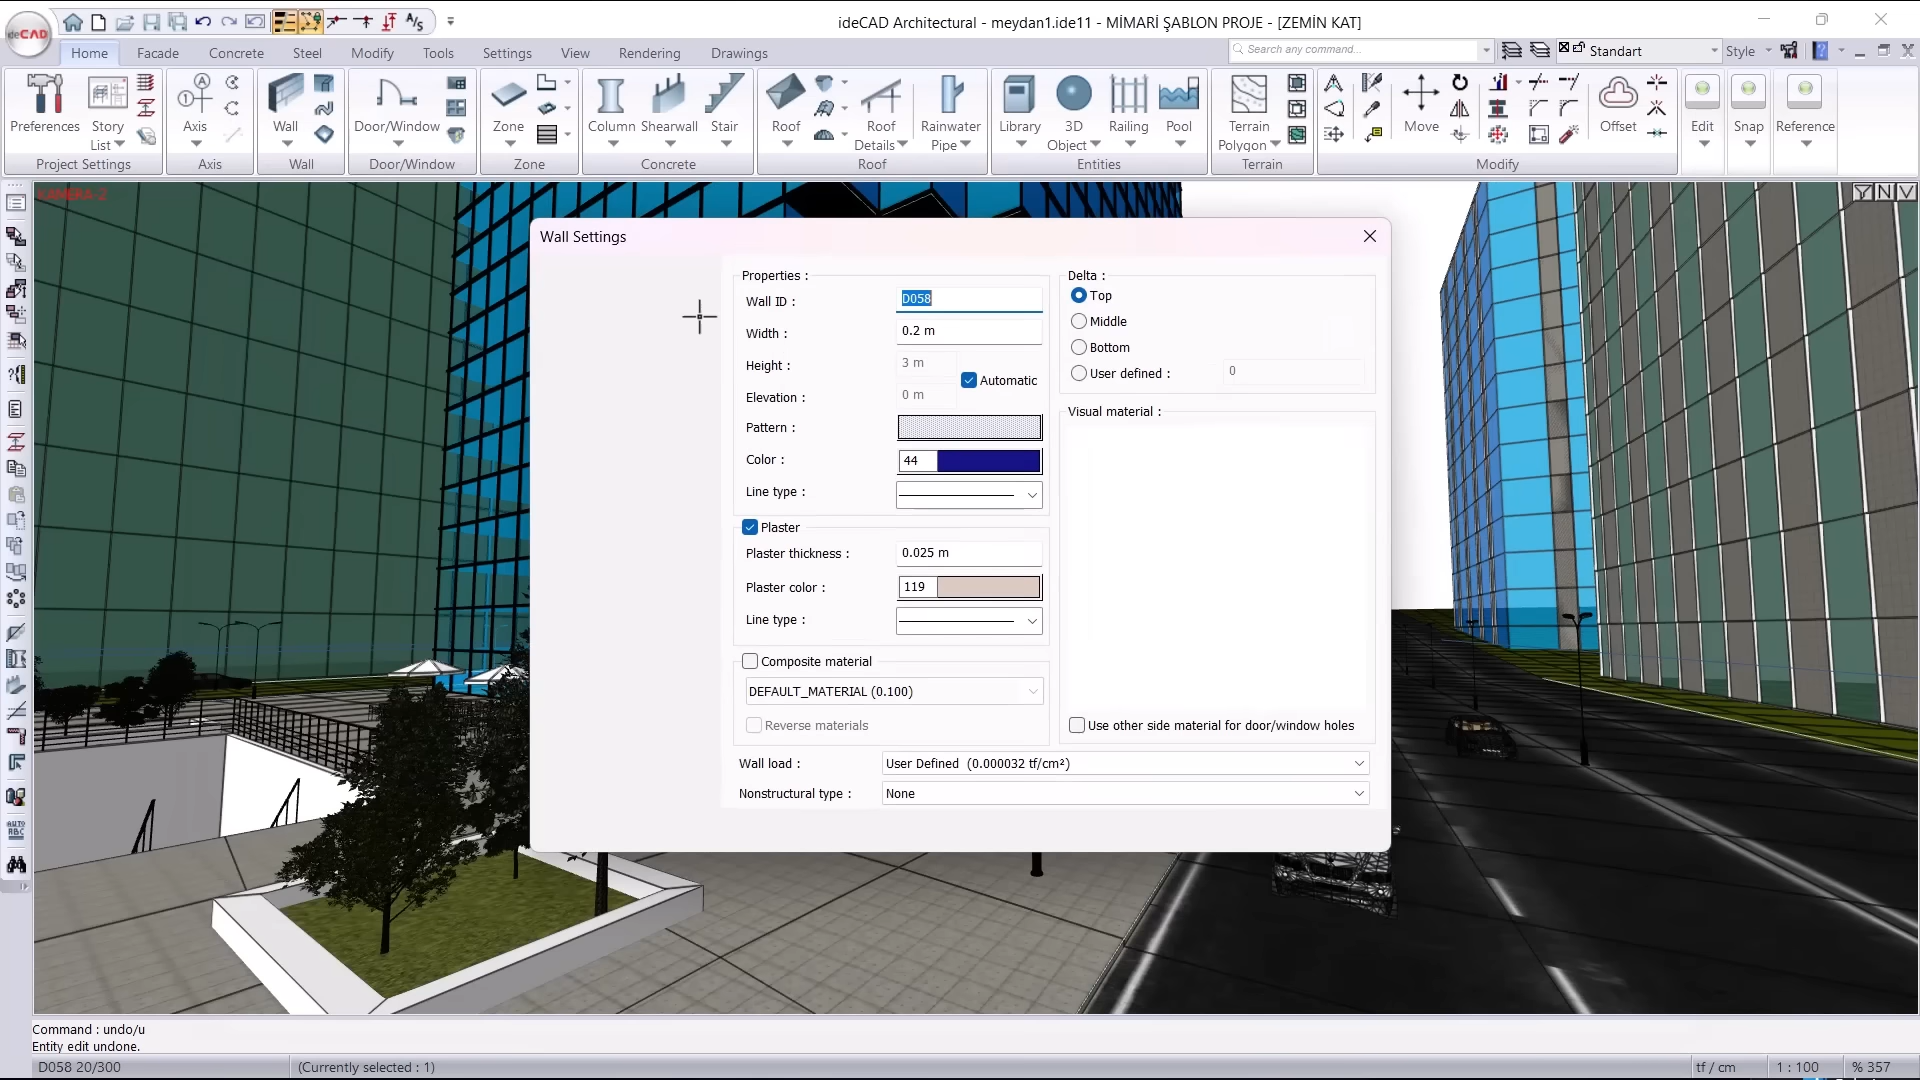 ideCAD Architectural - meydan1.ide11 - MİMARİ ŞABLON PROJE - [ZEMİN KAT]
deCAD
A/S
Home Facade Concrete Steel Modify Tools Settings View Rendering Drawings
Search any command...
Standart
Style
Preferences
Story List
Axis
Wall
Door/Window
Zone
Column
Shearwall
Stair
Roof
Roof Details
Rainwater Pipe
Library
3D Object
Railing
Pool
Terrain Polygon
Move
Offset
Edit
Snap
Reference
Project Settings
Axis
Wall
Door/Window
Zone
Concrete
Roof
Entities
Terrain
Modify
KAMERA-2
Y N V
AUTO ABC
Wall Settings
Properties :
Wall ID : D058
Width : 0.2 m
Height : 3 m
Automatic
Elevation : 0 m
Pattern :
Color : 44
Line type :
Plaster
Plaster thickness : 0.025 m
Plaster color : 119
Line type :
Composite material
DEFAULT_MATERIAL (0.100)
Reverse materials
Delta :
Top
Middle
Bottom
User defined : 0
Visual material :
Use other side material for door/window holes
Wall load : User Defined (0.000032 tf/cm²)
Nonstructural type : None
Command : undo/u
Entity edit undone.
D058 20/300
(Currently selected : 1)
tf / cm
1 : 100
% 357